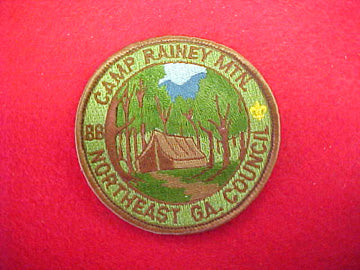 CAMP RAINEY MTN.
86
NORTHEAST GA. COUNCIL